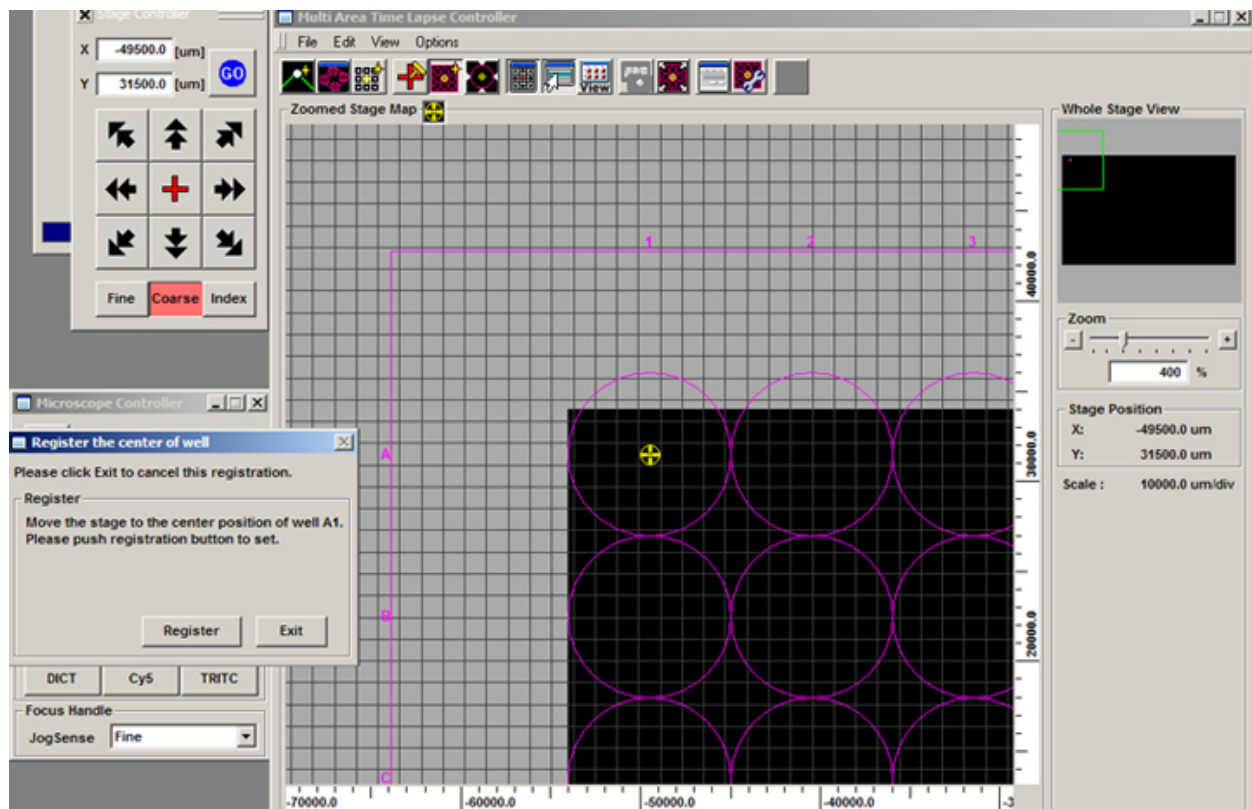 Stage Controller
X -49500.0 [um]
Y 31500.0 [um]
GO
Fine Coarse Index
Multi Area Time Lapse Controller
File Edit View Options
View
Zoomed Stage Map
1 2 3
A
B
C
40000.0
30000.0
20000.0
-70000.0 -60000.0 -50000.0 -40000.0 -3
Whole Stage View
Zoom
- +
400 %
Stage Position
X: -49500.0 um
Y: 31500.0 um
Scale : 10000.0 um/div
Microscope Controller
Register the center of well
Please click Exit to cancel this registration.
Register
Move the stage to the center position of well A1.
Please push registration button to set.
Register Exit
DICT Cy5 TRITC
Focus Handle
JogSense Fine